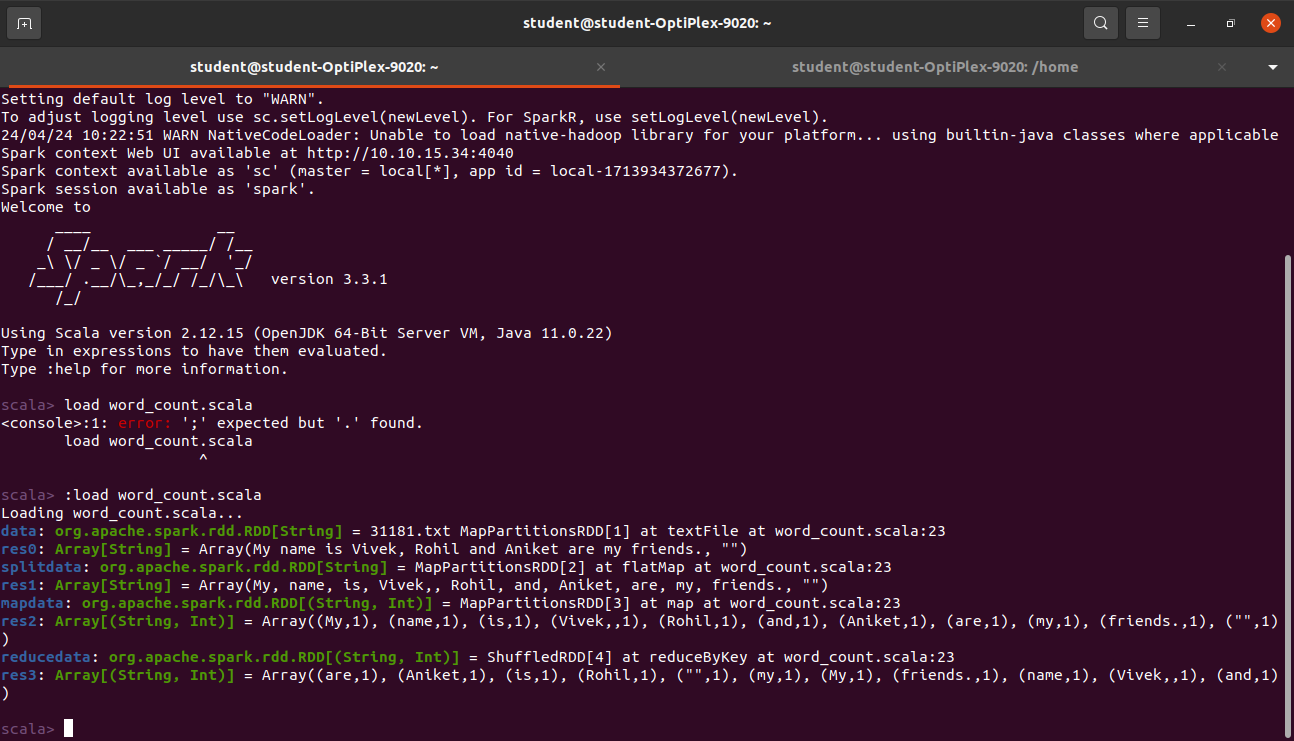 student@student-OptiPlex-9020: ~
student@student-OptiPlex-9020: ~
student@student-OptiPlex-9020: /home
Setting default log level to "WARN".
To adjust logging level use sc.setLogLevel(newLevel). For SparkR, use setLogLevel(newLevel).
24/04/24 10:22:51 WARN NativeCodeLoader: Unable to load native-hadoop library for your platform... using builtin-java classes where applicable
Spark context Web UI available at http://10.10.15.34:4040
Spark context available as 'sc' (master = local[*], app id = local-1713934372677).
Spark session available as 'spark'.
Welcome to
      ____              __
     / __/__  ___ _____/ /__
    _\ \/ _ \/ _ `/ __/  '_/
   /___/ .__/\_,_/_/ /_/\_\   version 3.3.1
      /_/
Using Scala version 2.12.15 (OpenJDK 64-Bit Server VM, Java 11.0.22)
Type in expressions to have them evaluated.
Type :help for more information.
scala> load word_count.scala
<console>:1: error: ';' expected but '.' found.
       load word_count.scala
                      ^
scala> :load word_count.scala
Loading word_count.scala...
data: org.apache.spark.rdd.RDD[String] = 31181.txt MapPartitionsRDD[1] at textFile at word_count.scala:23
res0: Array[String] = Array(My name is Vivek, Rohil and Aniket are my friends., "")
splitdata: org.apache.spark.rdd.RDD[String] = MapPartitionsRDD[2] at flatMap at word_count.scala:23
res1: Array[String] = Array(My, name, is, Vivek,, Rohil, and, Aniket, are, my, friends., "")
mapdata: org.apache.spark.rdd.RDD[(String, Int)] = MapPartitionsRDD[3] at map at word_count.scala:23
res2: Array[(String, Int)] = Array((My,1), (name,1), (is,1), (Vivek,,1), (Rohil,1), (and,1), (Aniket,1), (are,1), (my,1), (friends.,1), ("",1)
)
reducedata: org.apache.spark.rdd.RDD[(String, Int)] = ShuffledRDD[4] at reduceByKey at word_count.scala:23
res3: Array[(String, Int)] = Array((are,1), (Aniket,1), (is,1), (Rohil,1), ("",1), (my,1), (My,1), (friends.,1), (name,1), (Vivek,,1), (and,1)
)
scala>